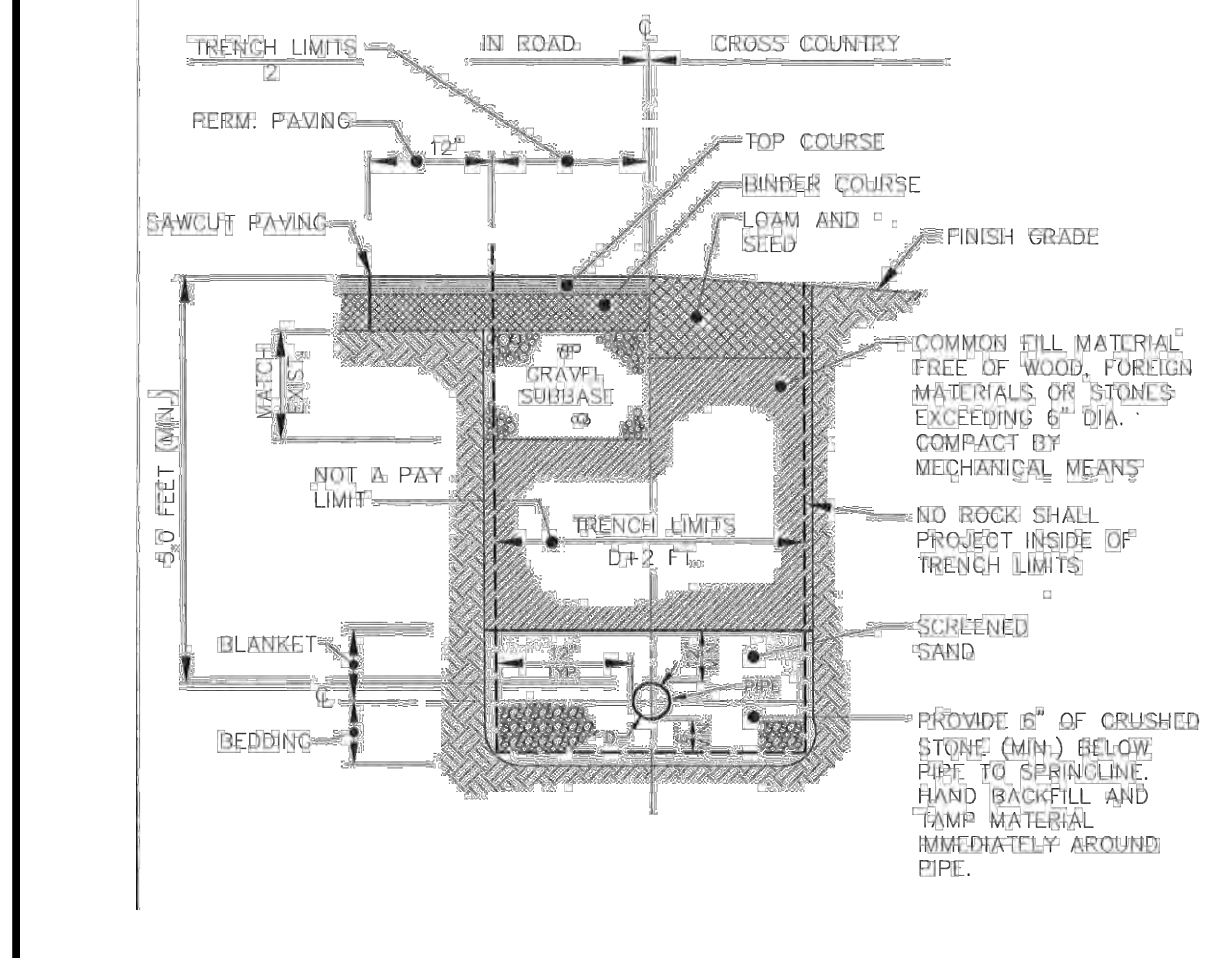 TRENCH LIMITS
2
IN ROAD
℄
CROSS COUNTRY
PERM. PAVING
12"
TOP COURSE
BINDER COURSE
SAWCUT PAVING
LOAM AND
SEED
FINISH GRADE
MATCH
EXIST.
GRAVEL
SUBBASE
COMMON FILL MATERIAL
FREE OF WOOD, FOREIGN
MATERIALS OR STONES
EXCEEDING 6" DIA.
COMPACT BY
MECHANICAL MEANS
5.0 FEET (MIN.)
NOT A PAY
LIMIT
TRENCH LIMITS
D+2 FT.
NO ROCK SHALL
PROJECT INSIDE OF
TRENCH LIMITS
BLANKET
12"
TYP.
12"
SCREENED
SAND
PIPE
℄
BEDDING
D
6"
PROVIDE 6" OF CRUSHED
STONE (MIN.) BELOW
PIPE TO SPRINGLINE.
HAND BACKFILL AND
TAMP MATERIAL
IMMEDIATELY AROUND
PIPE.